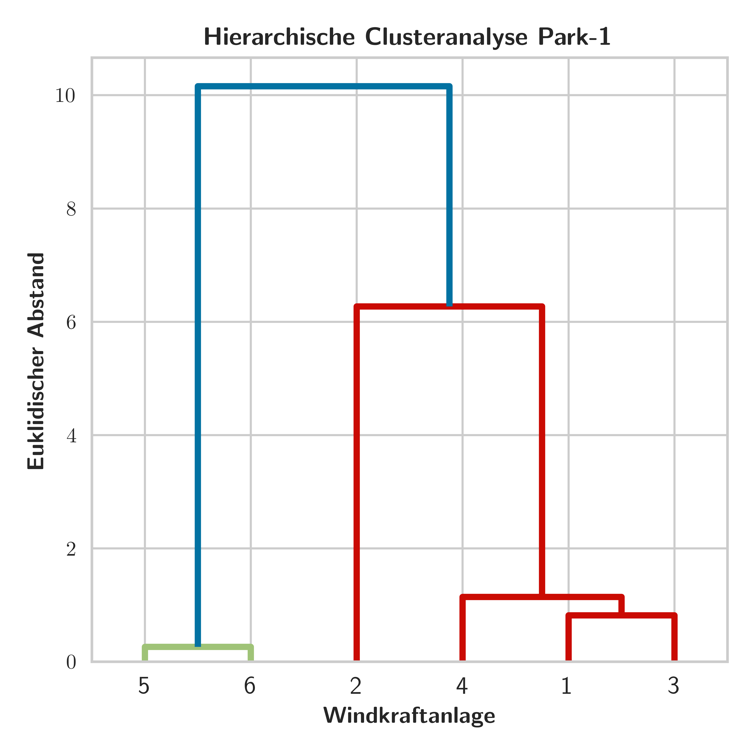 Hierarchische Clusteranalyse Park-1
Euklidischer Abstand
10
8
6
4
2
0
5 6 2 4 1 3
Windkraftanlage